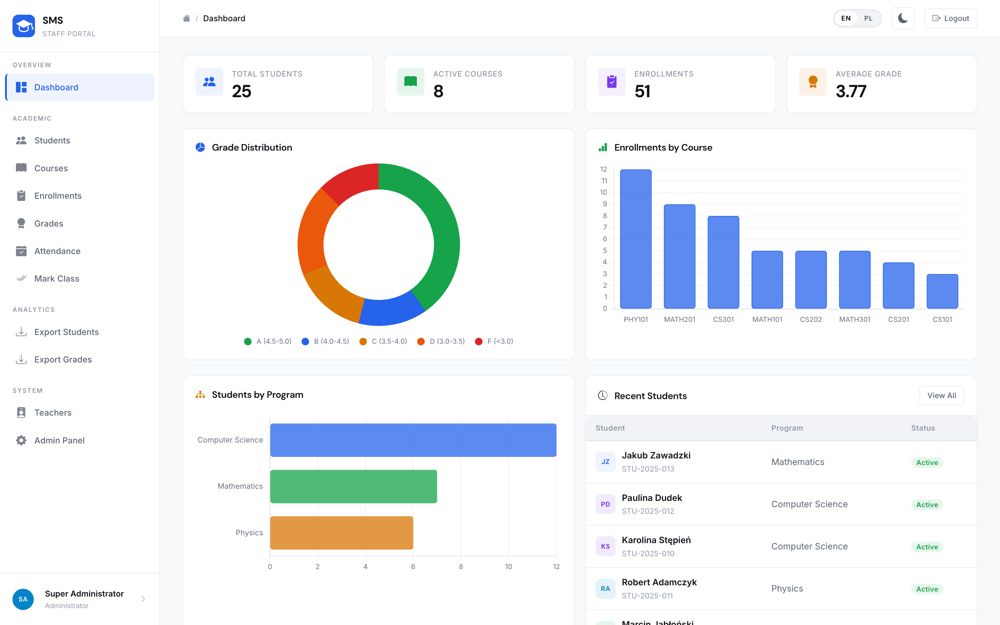 SMS
STAFF PORTAL
OVERVIEW
Dashboard
ACADEMIC
Students
Courses
Enrollments
Grades
Attendance
Mark Class
ANALYTICS
Export Students
Export Grades
SYSTEM
Teachers
Admin Panel
SA
Super Administrator
Administrator
/ Dashboard
EN PL
Logout
TOTAL STUDENTS
25
ACTIVE COURSES
8
ENROLLMENTS
51
AVERAGE GRADE
3.77
Grade Distribution
A (4.5-5.0) B (4.0-4.5) C (3.5-4.0) D (3.0-3.5) F (<3.0)
Enrollments by Course
12
11
10
9
8
7
6
5
4
3
2
1
0
PHY101 MATH201 CS301 MATH101 CS202 MATH301 CS201 CS101
Students by Program
Computer Science
Mathematics
Physics
0 2 4 6 8 10 12
Recent Students
View All
Student Program Status
JZ Jakub Zawadzki Mathematics Active
STU-2025-013
PD Paulina Dudek Computer Science Active
STU-2025-012
KS Karolina Stępień Computer Science Active
STU-2025-010
RA Robert Adamczyk Physics Active
STU-2025-011
Marcin Jabłoński